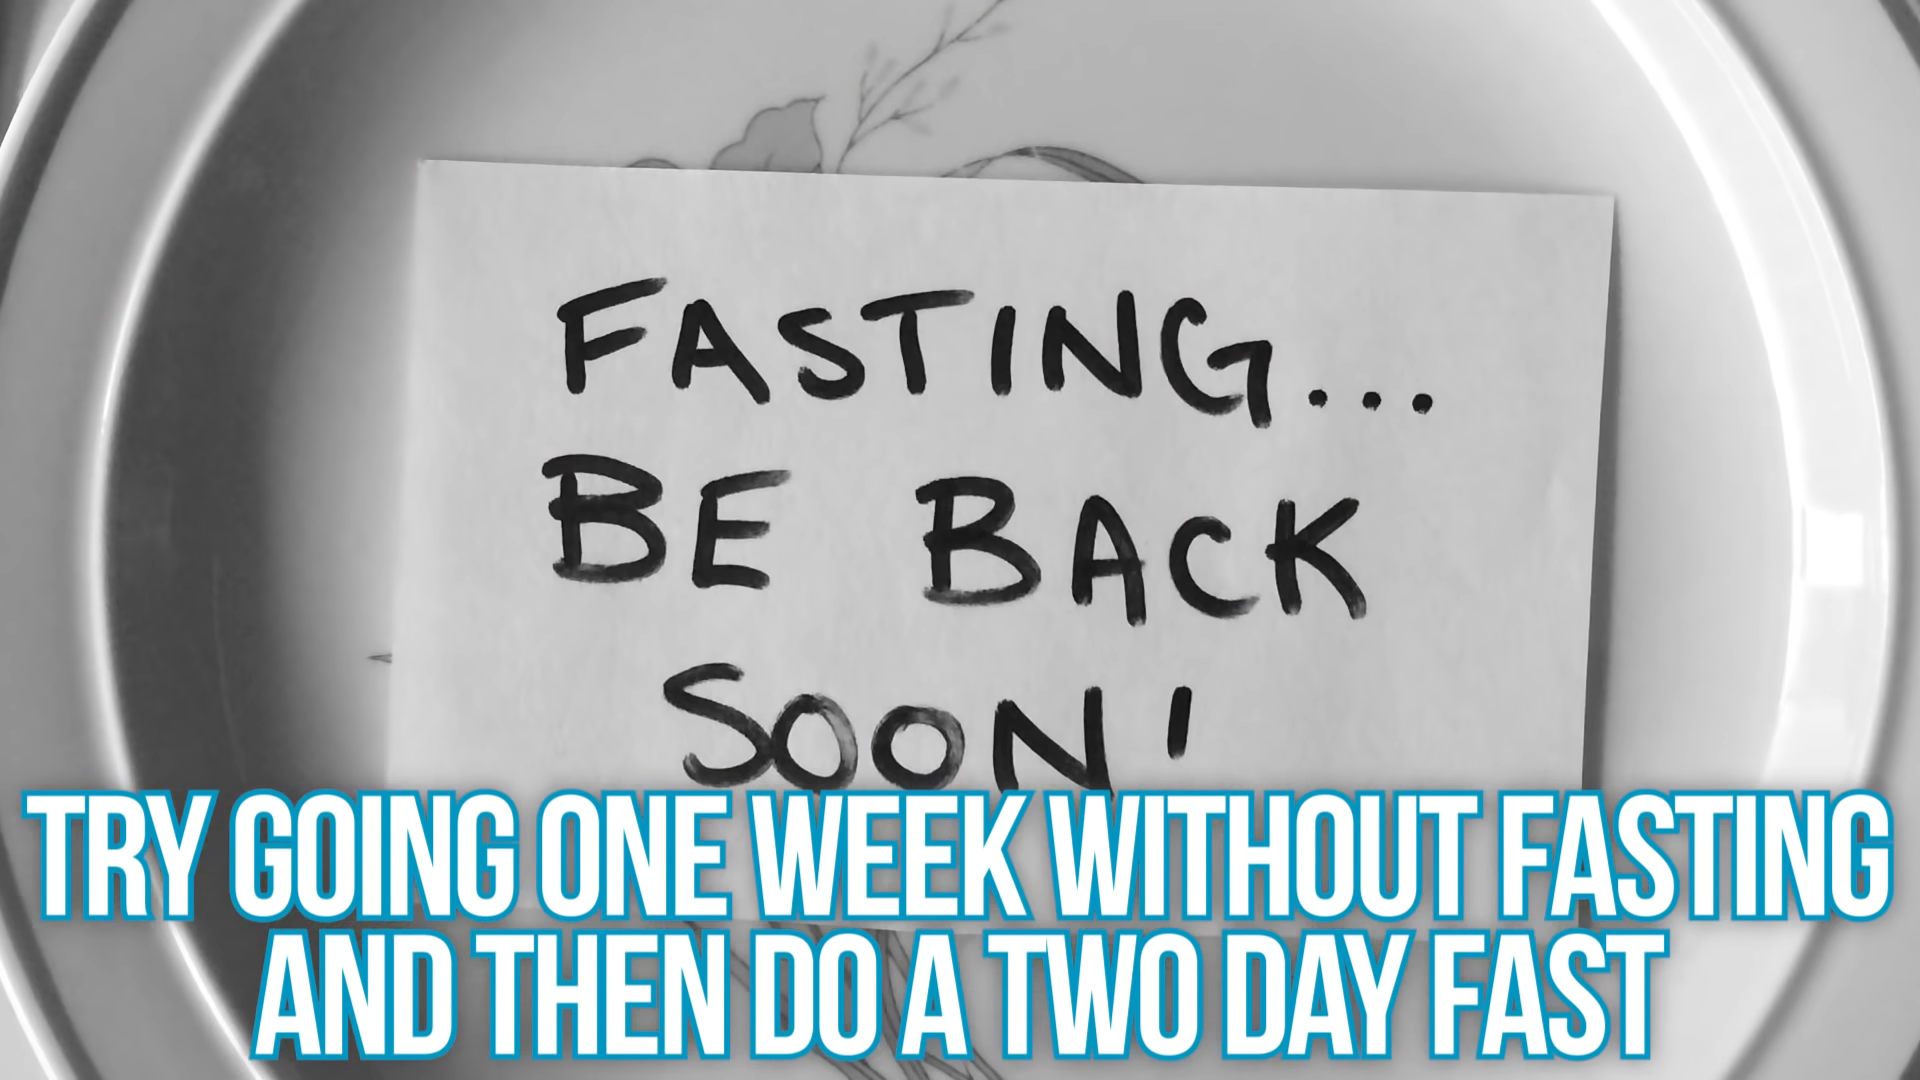 FASTING...
BE BACK
SOON!
TRY GOING ONE WEEK WITHOUT FASTING
AND THEN DO A TWO DAY FAST